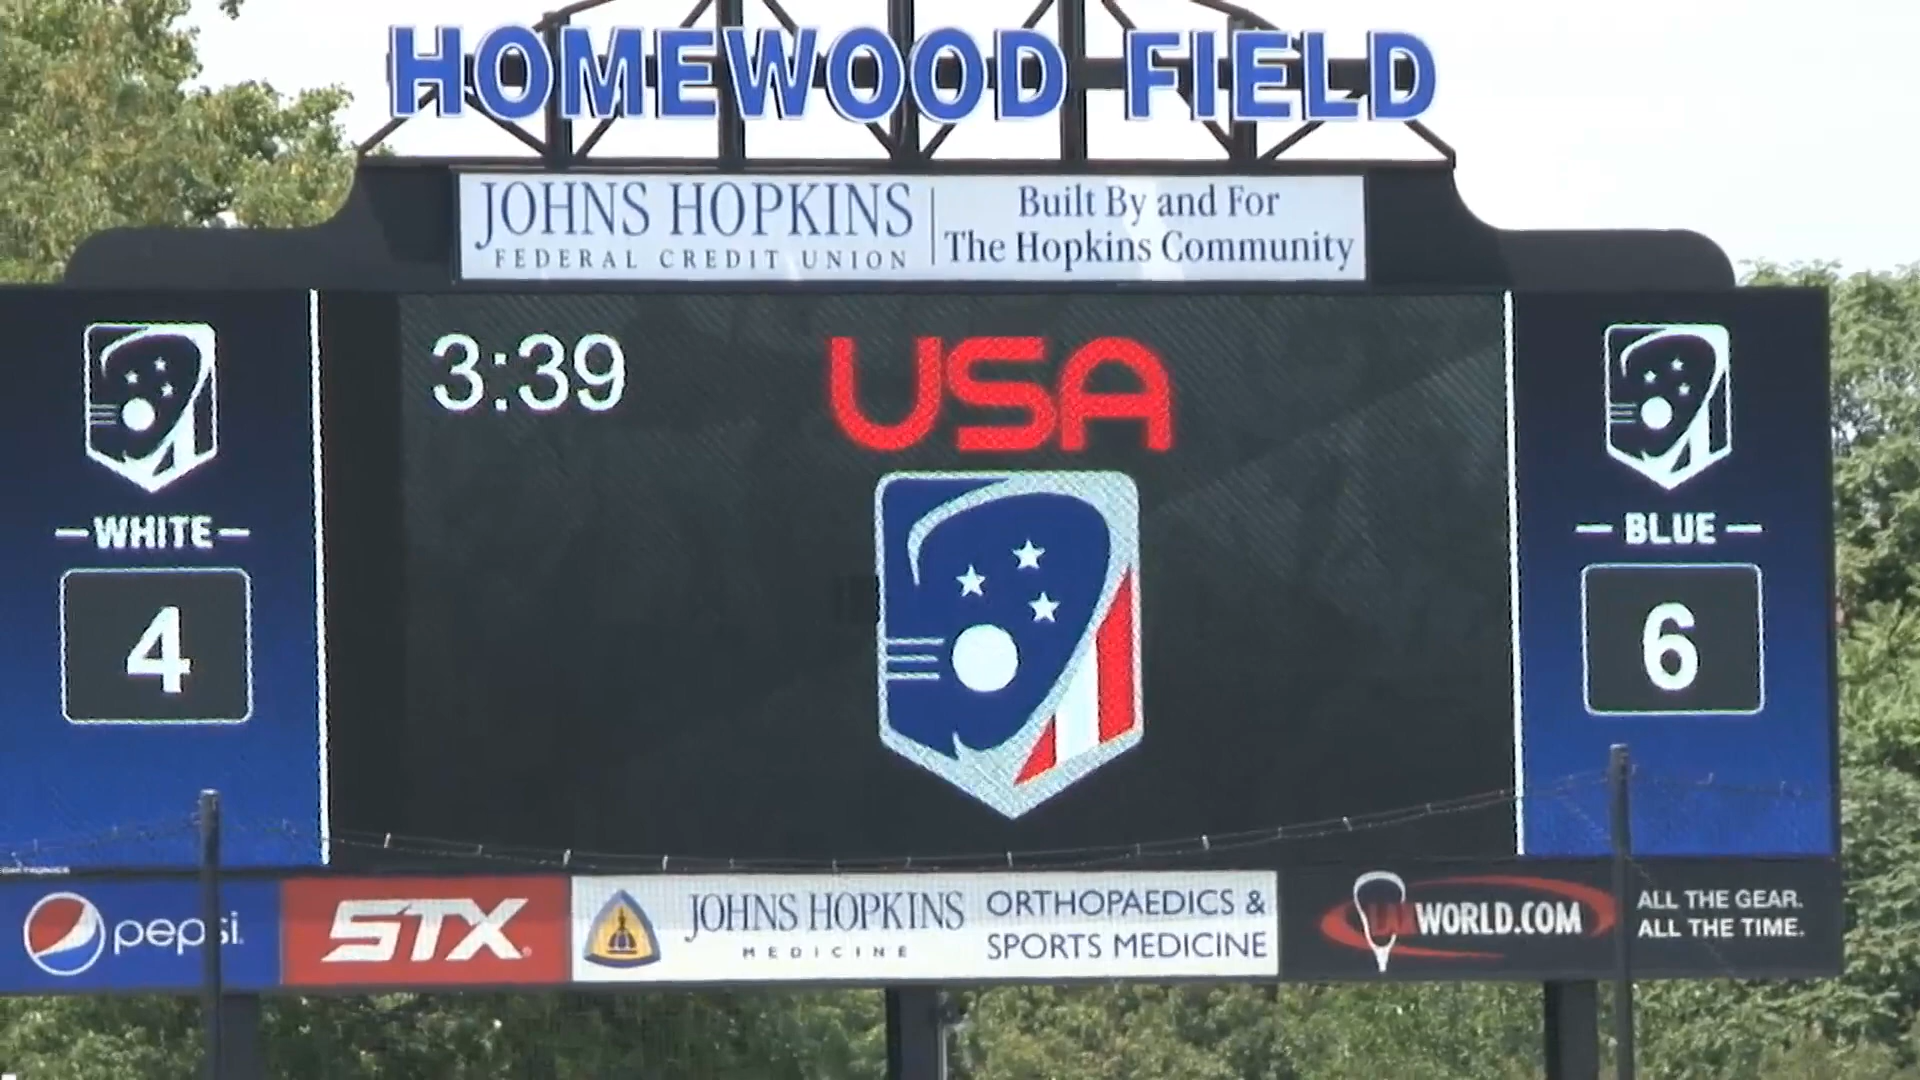 HOMEWOOD FIELD
JOHNS HOPKINS
FEDERAL CREDIT UNION
Built By and For
The Hopkins Community
3:39
USA
WHITE
4
BLUE
6
pepsi.
STX
JOHNS HOPKINS
MEDICINE
ORTHOPAEDICS &
SPORTS MEDICINE
LAXWORLD.COM
ALL THE GEAR.
ALL THE TIME.